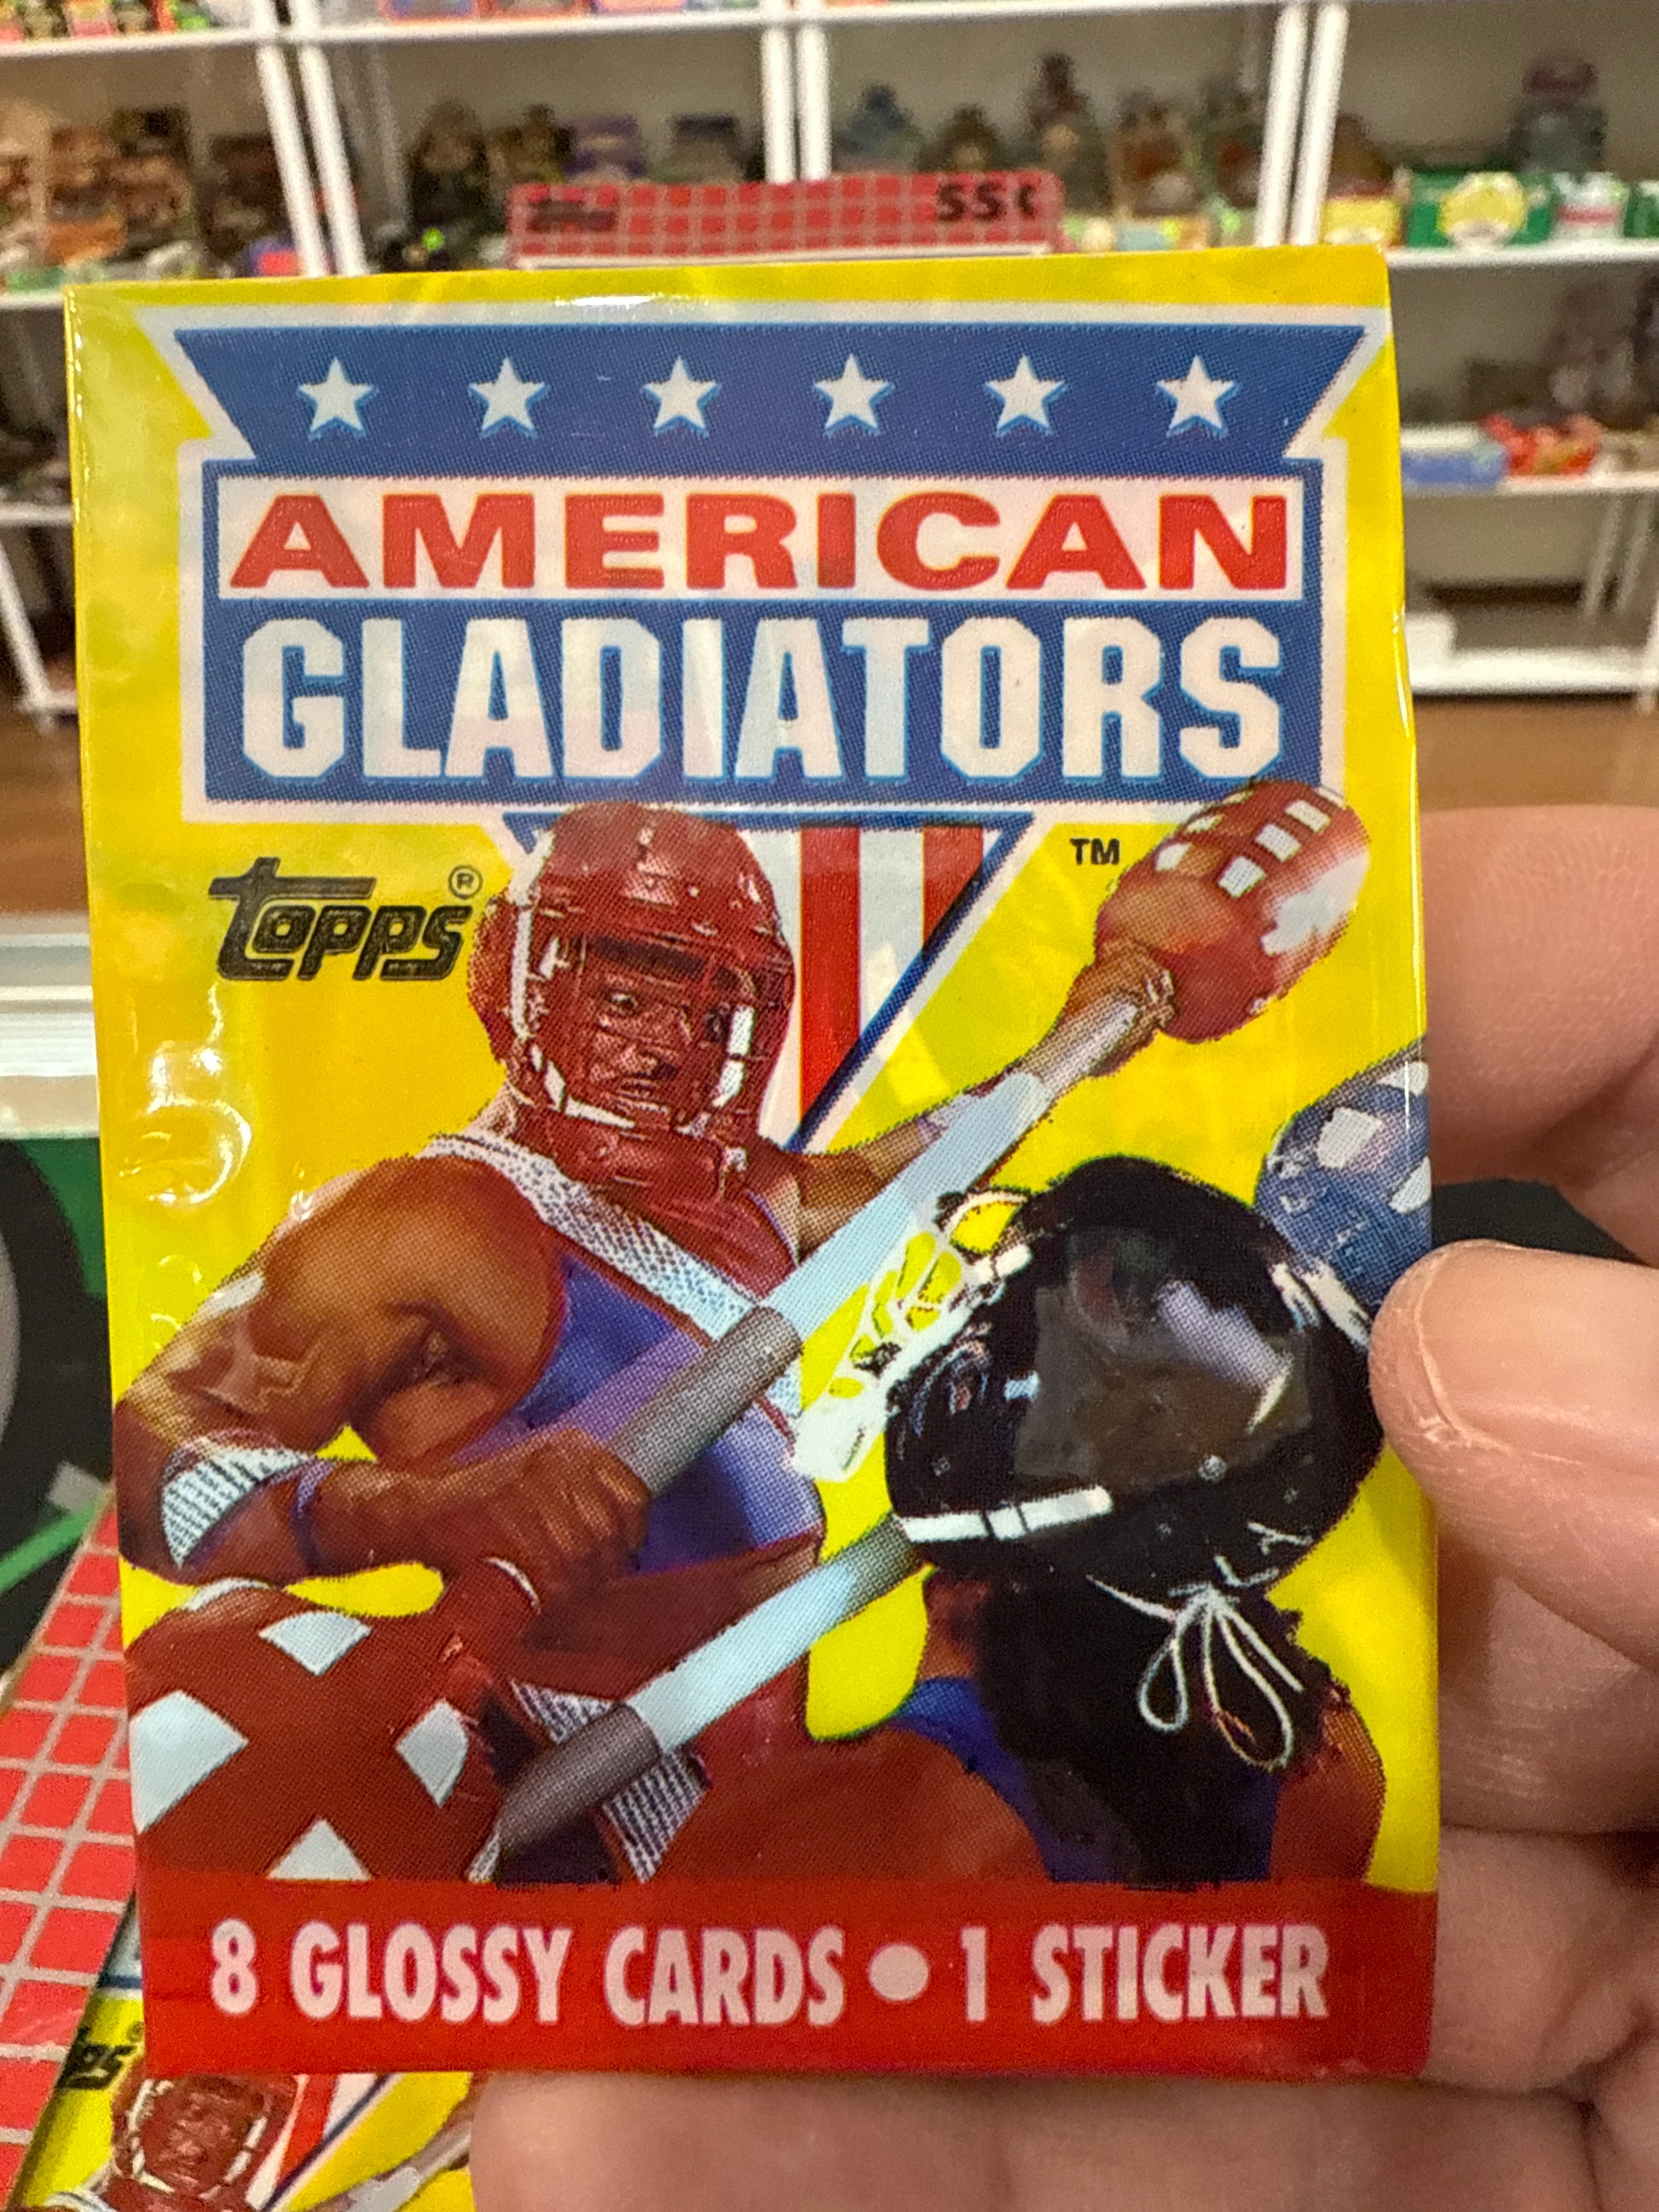 55¢
AMERICAN
GLADIATORS
TM
topps®
8 GLOSSY CARDS • 1 STICKER